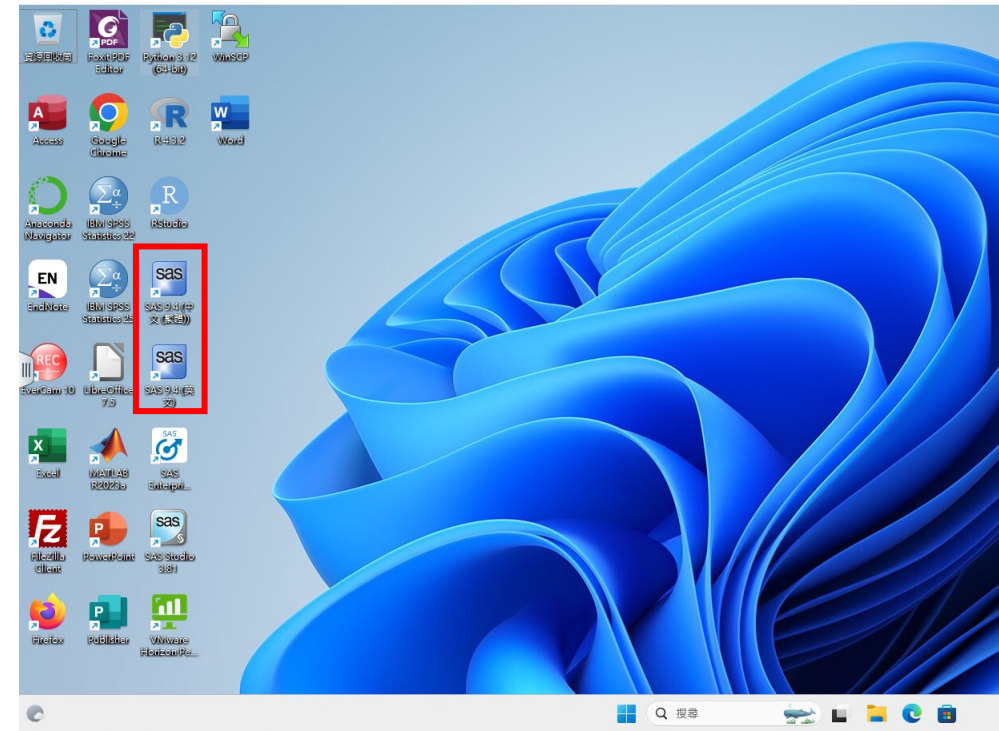 資源回收筒
Foxit PDF
Editor
Python 3.12
(64-bit)
WinSCP
Access
Google
Chrome
R 4.3.2
Word
Anaconda
Navigator
IBM SPSS
Statistics 22
RStudio
EN
EndNote
IBM SPSS
Statistics 25
sas
SAS 9.4 (中
文 (繁體))
REC
EverCam 10
LibreOffice
7.5
sas
SAS 9.4 (英
文)
Excel
MATLAB
R2023a
SAS
SAS
Enterpri...
FileZilla
Client
PowerPoint
sas
SAS Studio
3.81
Firefox
Publisher
VMware
Horizon Pe...
搜尋